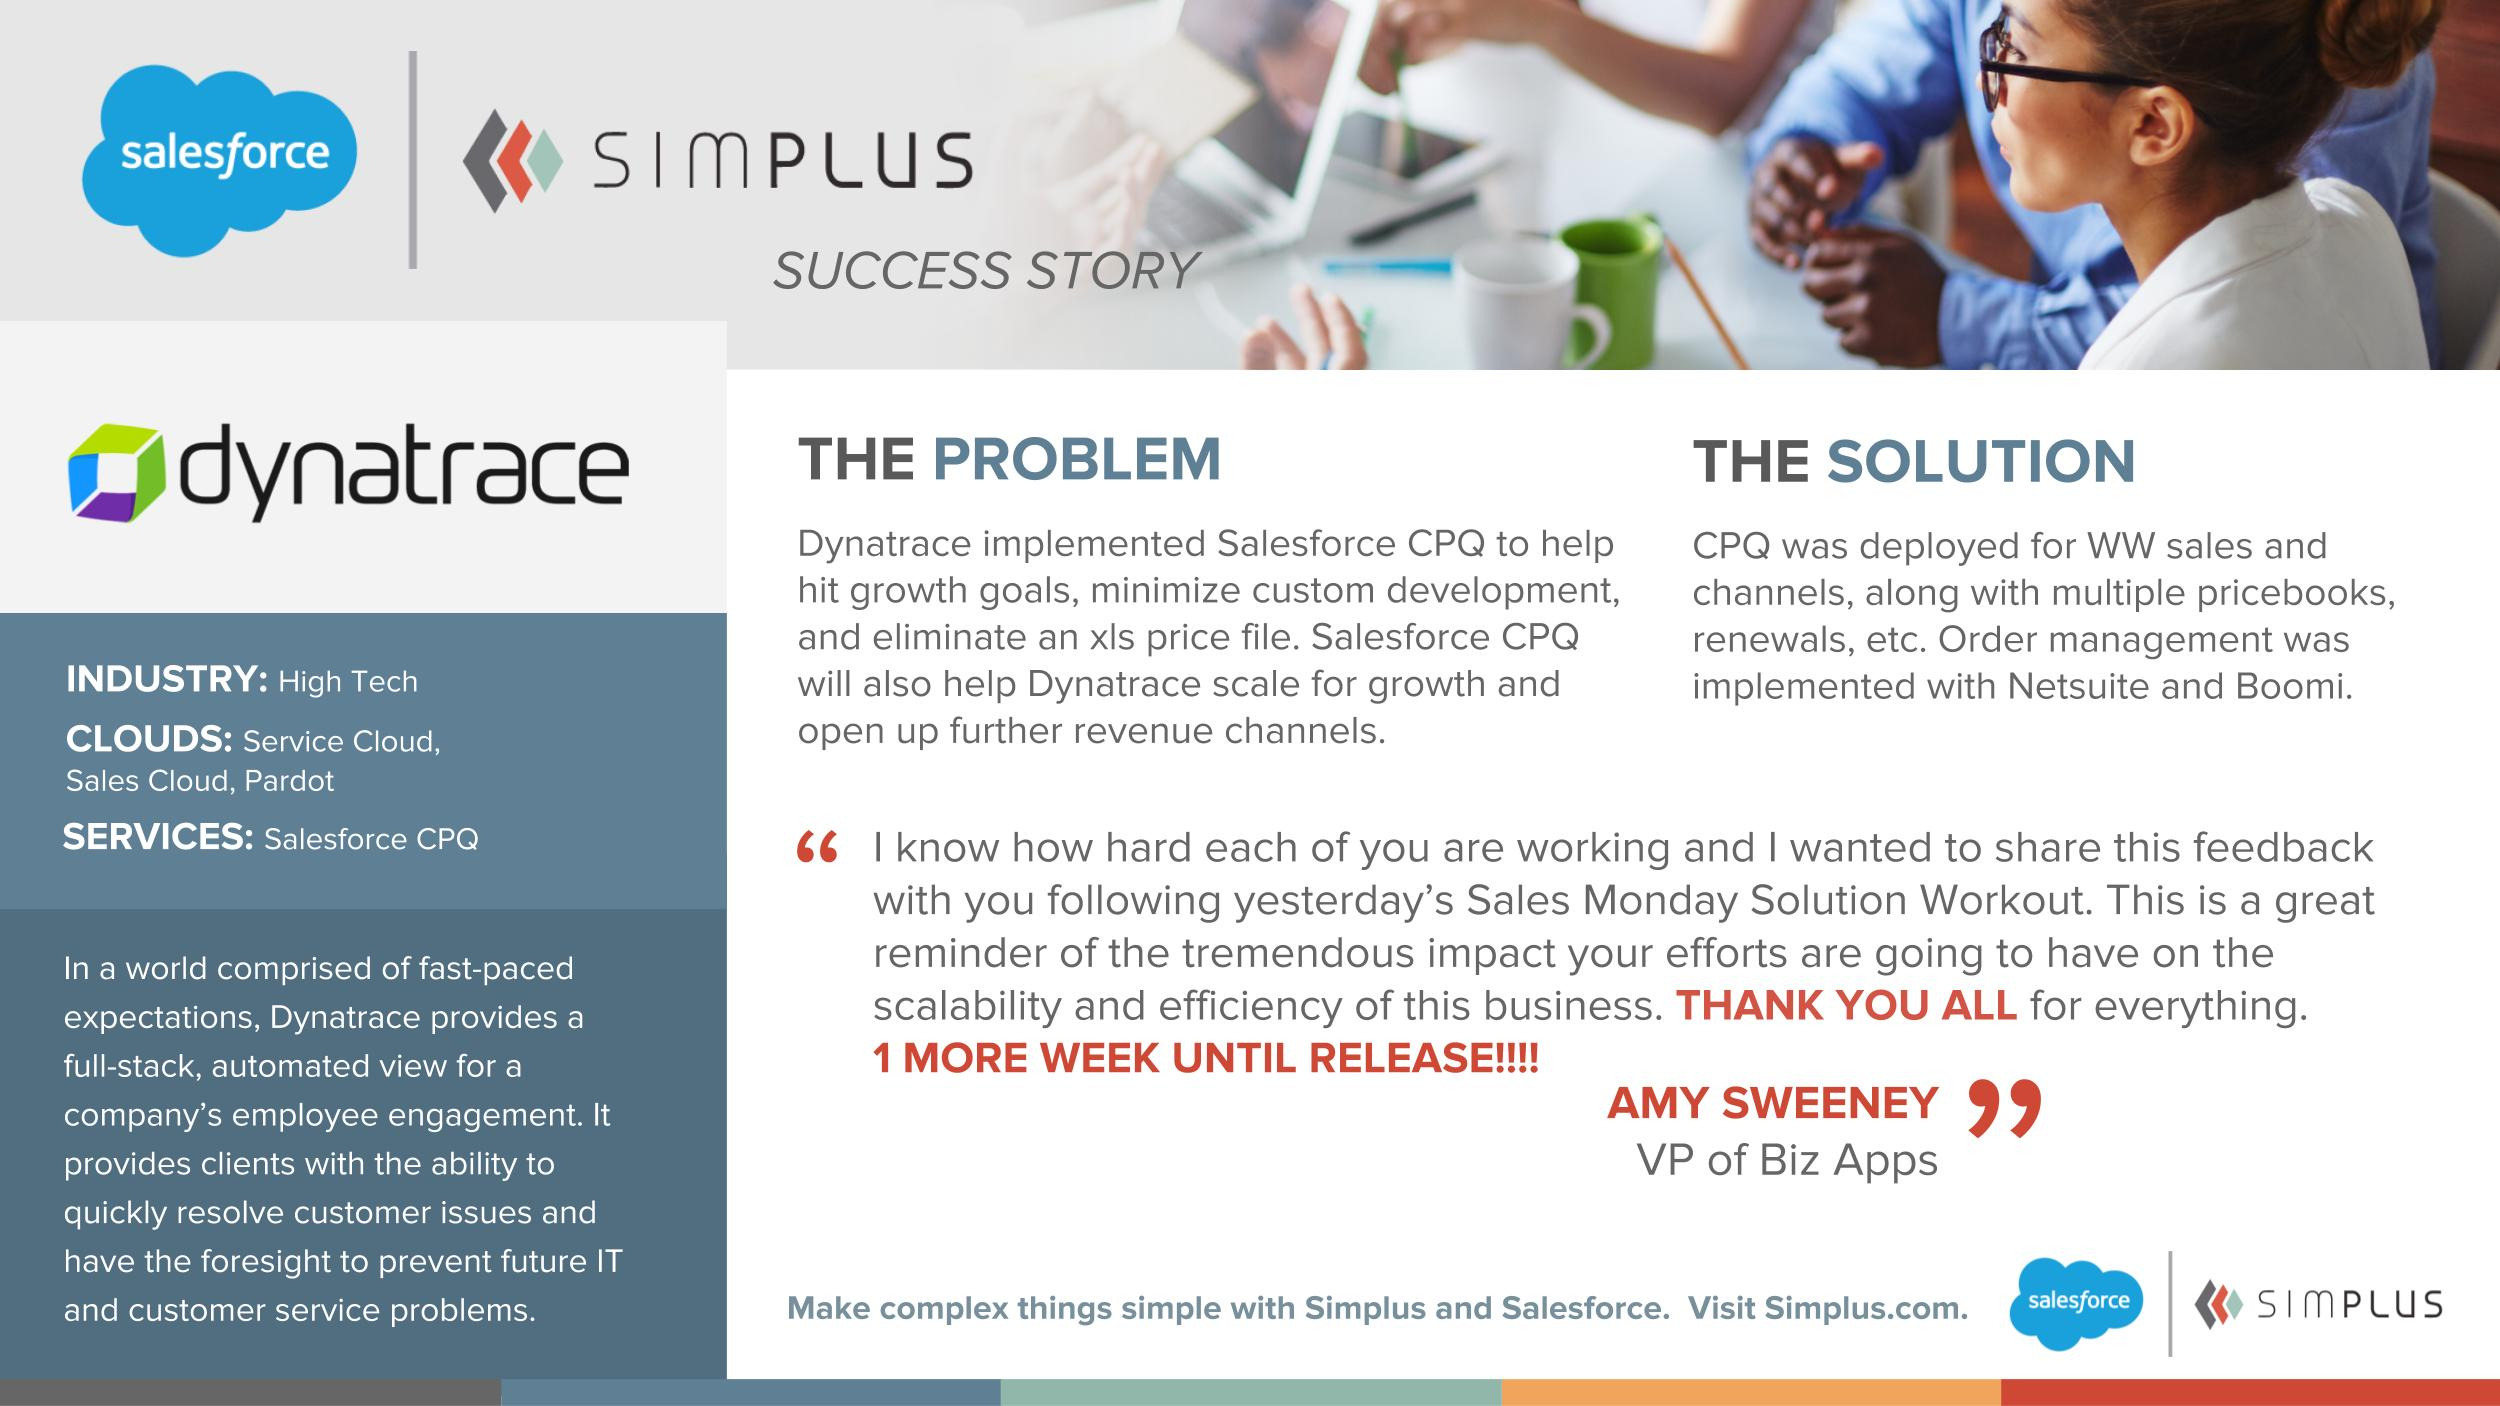 salesforce
SIMPLUS
SUCCESS STORY
dynatrace
INDUSTRY: High Tech
CLOUDS: Service Cloud,
Sales Cloud, Pardot
SERVICES: Salesforce CPQ
In a world comprised of fast-paced
expectations, Dynatrace provides a
full-stack, automated view for a
company's employee engagement. It
provides clients with the ability to
quickly resolve customer issues and
have the foresight to prevent future IT
and customer service problems.
THE PROBLEM
Dynatrace implemented Salesforce CPQ to help
hit growth goals, minimize custom development,
and eliminate an xls price file. Salesforce CPQ
will also help Dynatrace scale for growth and
open up further revenue channels.
THE SOLUTION
CPQ was deployed for WW sales and
channels, along with multiple pricebooks,
renewals, etc. Order management was
implemented with Netsuite and Boomi.
“ I know how hard each of you are working and I wanted to share this feedback
with you following yesterday’s Sales Monday Solution Workout. This is a great
reminder of the tremendous impact your efforts are going to have on the
scalability and efficiency of this business. THANK YOU ALL for everything.
1 MORE WEEK UNTIL RELEASE!!!!
AMY SWEENEY ”
VP of Biz Apps
Make complex things simple with Simplus and Salesforce. Visit Simplus.com.
salesforce
SIMPLUS